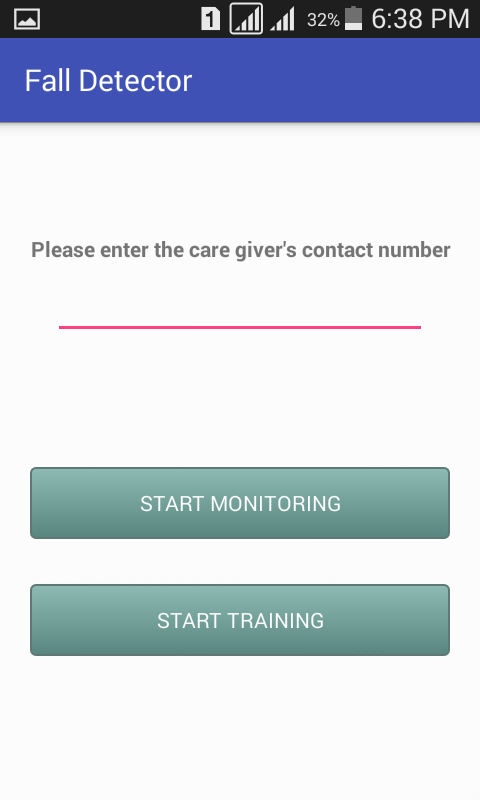 1 32% 6:38 PM
Fall Detector
Please enter the care giver's contact number
START MONITORING
START TRAINING